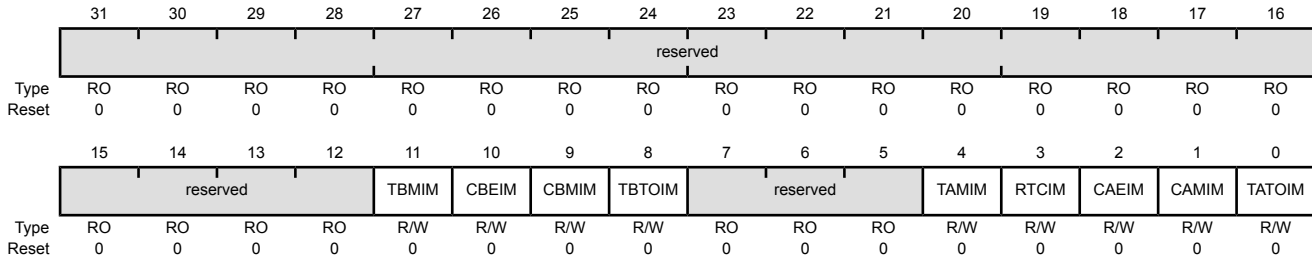 31 30 29 28 27 26 25 24 23 22 21 20 19 18 17 16
reserved
Type RO RO RO RO RO RO RO RO RO RO RO RO RO RO RO RO
Reset 0 0 0 0 0 0 0 0 0 0 0 0 0 0 0 0
15 14 13 12 11 10 9 8 7 6 5 4 3 2 1 0
reserved TBMIM CBEIM CBMIM TBTOIM reserved TAMIM RTCIM CAEIM CAMIM TATOIM
Type RO RO RO RO R/W R/W R/W R/W RO RO RO R/W R/W R/W R/W R/W
Reset 0 0 0 0 0 0 0 0 0 0 0 0 0 0 0 0